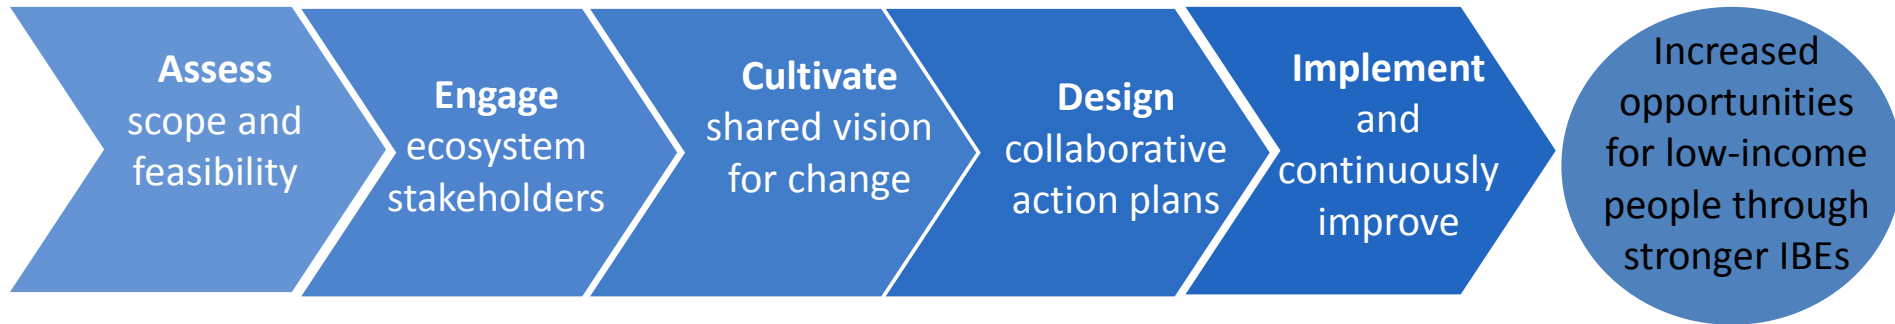 Assess
scope and
feasibility
Engage
ecosystem
stakeholders
Cultivate
shared vision
for change
Design
collaborative
action plans
Implement
and
continuously
improve
Increased
opportunities
for low-income
people through
stronger IBEs